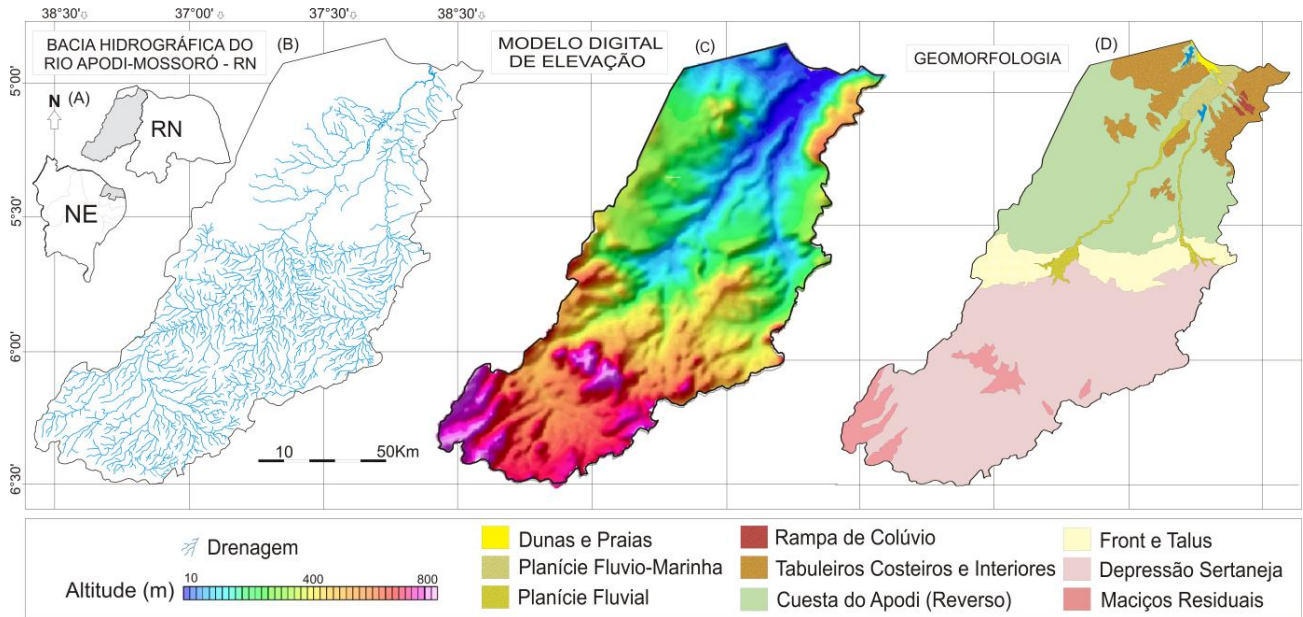 38°30' 37°00' 37°30' 38°30'
BACIA HIDROGRÁFICA DO
RIO APODI-MOSSORÓ - RN
(B)
MODELO DIGITAL
DE ELEVAÇÃO
(C)
GEOMORFOLOGIA
(D)
5°00'
N
(A)
RN
NE
5°30'
6°00'
6°30'
10 50Km
Drenagem
Altitude (m)
10 400 800
Dunas e Praias
Planície Fluvio-Marinha
Planície Fluvial
Rampa de Colúvio
Tabuleiros Costeiros e Interiores
Cuesta do Apodi (Reverso)
Front e Talus
Depressão Sertaneja
Maciços Residuais